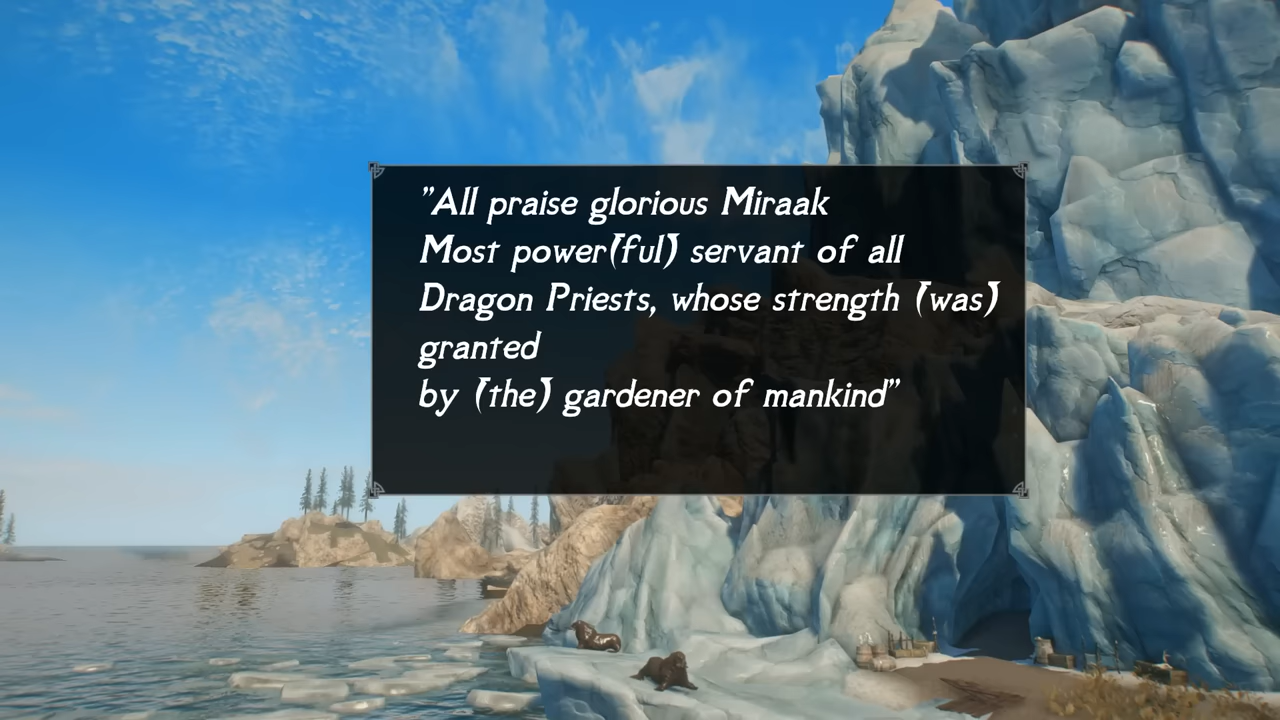 "All praise glorious Miraak
Most power(ful) servant of all
Dragon Priests, whose strength (was)
granted
by (the) gardener of mankind"